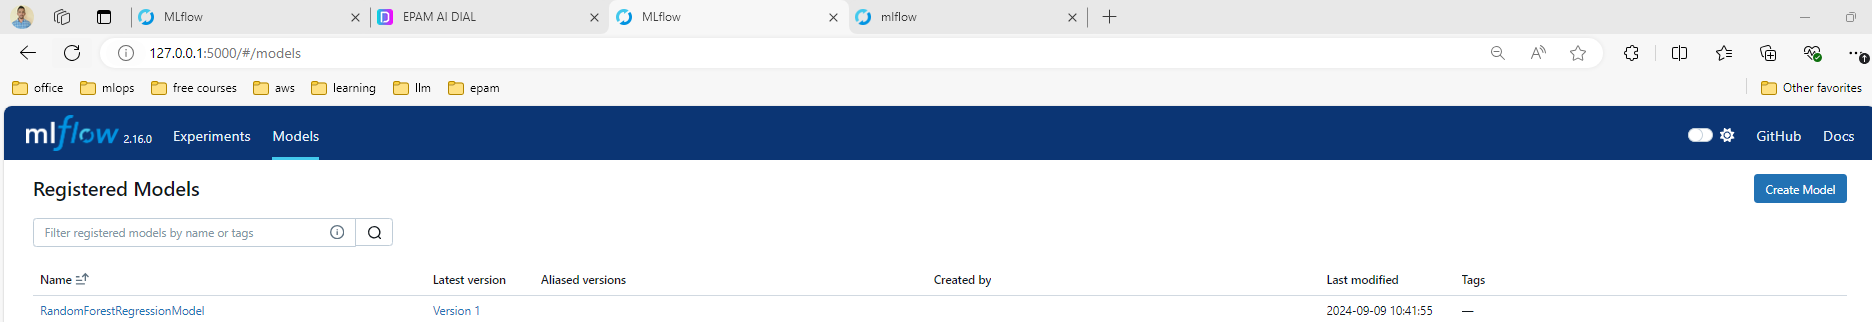 MLflow
EPAM AI DIAL
MLflow
mlflow
127.0.0.1:5000/#/models
office
mlops
free courses
aws
learning
llm
epam
Other favorites
mlflow 2.16.0
Experiments
Models
GitHub
Docs
Registered Models
Create Model
Filter registered models by name or tags
Name
Latest version
Aliased versions
Created by
Last modified
Tags
RandomForestRegressionModel
Version 1
2024-09-09 10:41:55
—